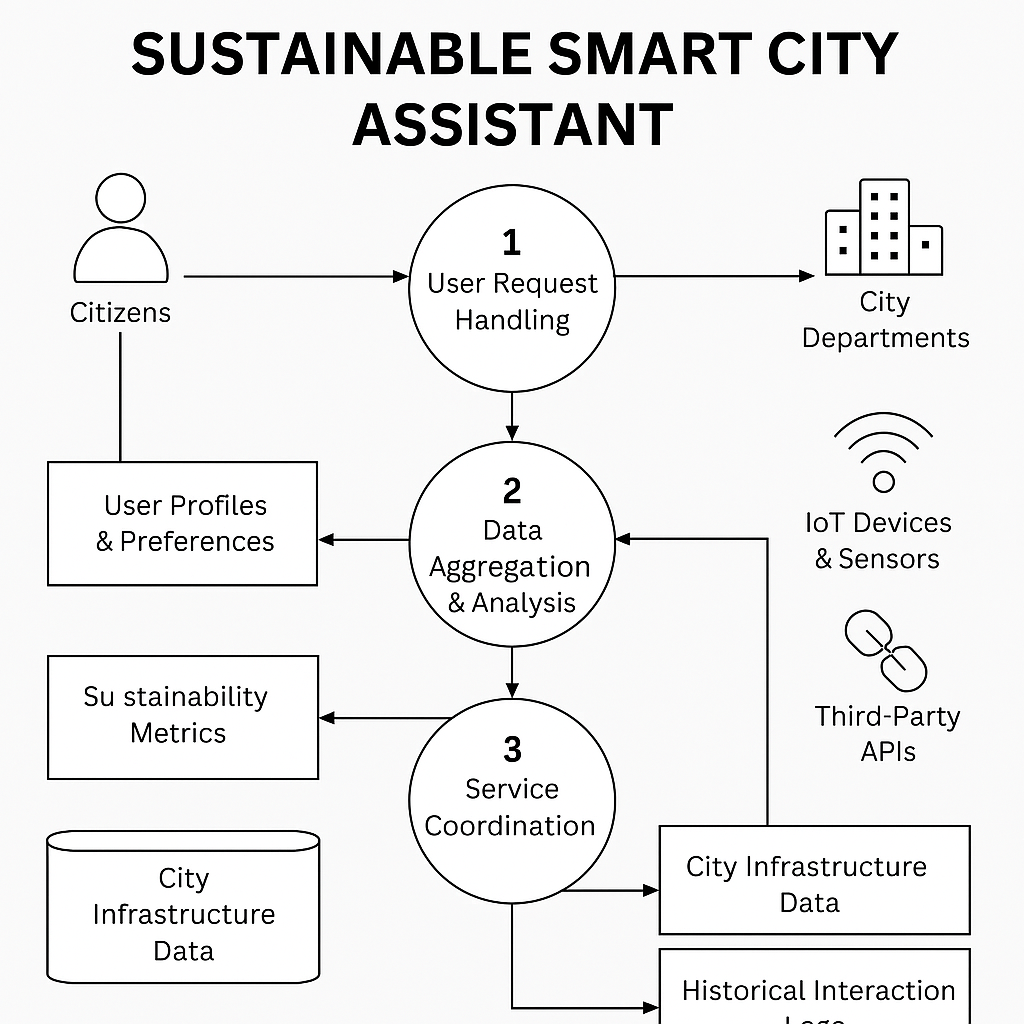 SUSTAINABLE SMART CITY
ASSISTANT
Citizens
1
User Request
Handling
City
Departments
User Profiles
& Preferences
2
Data
Aggregation
& Analysis
IoT Devices
& Sensors
Su stainability
Metrics
3
Service
Coordination
Third-Party
APIs
City
Infrastructure
Data
City Infrastructure
Data
Historical Interaction